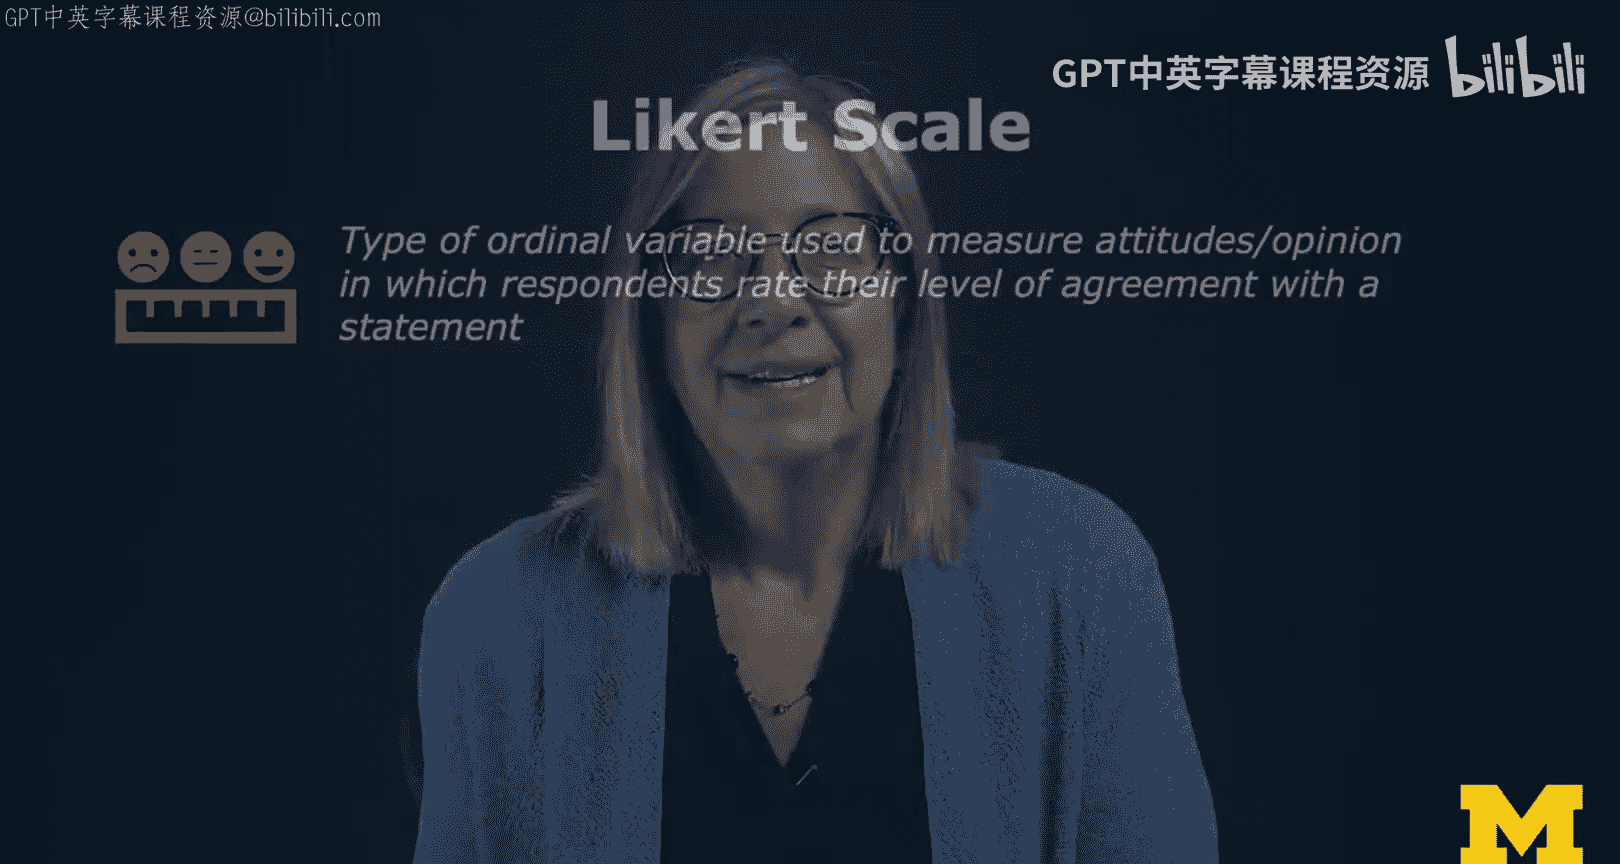 GPT中英字幕课程资源@bilibili.com
GPT中英字幕课程资源 bilibili
Likert Scale
Type of ordinal variable used to measure attitudes/opinion
in which respondents rate their level of agreement with a
statement
M